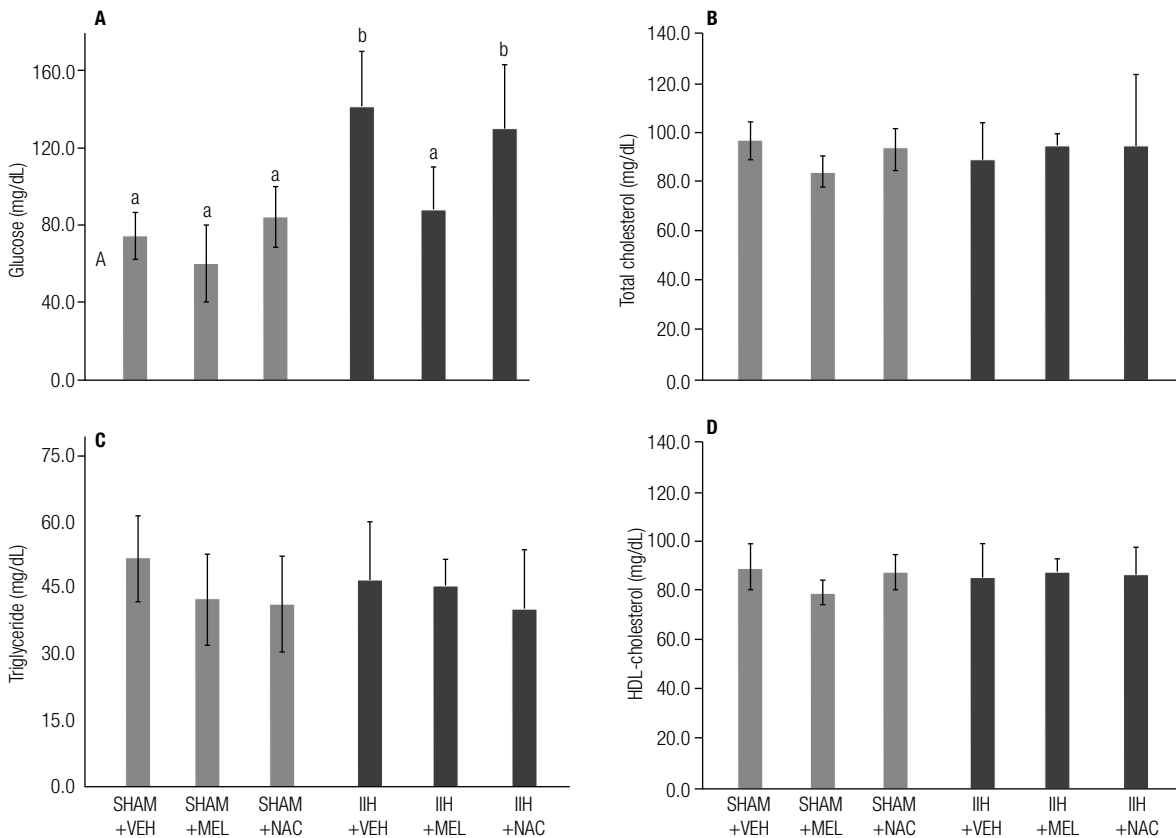 A
Glucose (mg/dL)
160.0
120.0
80.0
40.0
0.0
A
a
a
a
b
a
b
B
Total cholesterol (mg/dL)
140.0
120.0
100.0
80.0
60.0
40.0
20.0
0.0
C
Triglyceride (mg/dL)
75.0
60.0
45.0
30.0
15.0
0.0
SHAM
+VEH
SHAM
+MEL
SHAM
+NAC
IIH
+VEH
IIH
+MEL
IIH
+NAC
D
HDL-cholesterol (mg/dL)
140.0
120.0
100.0
80.0
60.0
40.0
20.0
0.0
SHAM
+VEH
SHAM
+MEL
SHAM
+NAC
IIH
+VEH
IIH
+MEL
IIH
+NAC